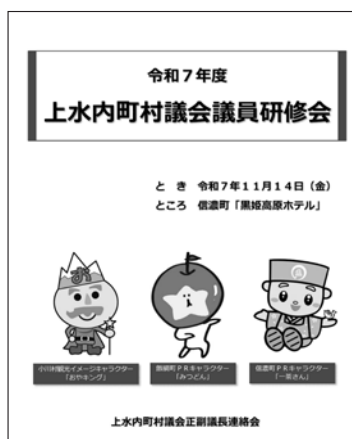 令和７年度
上水内町村議会議員研修会
と　き　令和７年１１月１４日（金）
ところ　信濃町「黒姫高原ホテル」
お
小川村観光イメージキャラクター
「おやキング」
飯綱町ＰＲキャラクター
「みつどん」
信濃町ＰＲキャラクター
「一茶さん」
上水内町村議会正副議長連絡会